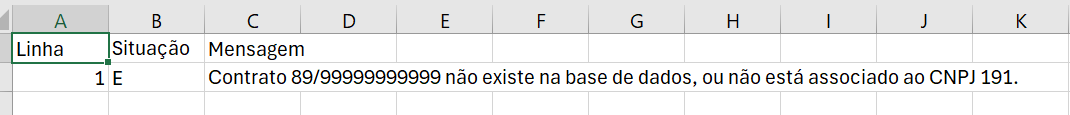 A B C D E F G H I J K
Linha Situação Mensagem
1 E Contrato 89/99999999999 não existe na base de dados, ou não está associado ao CNPJ 191.